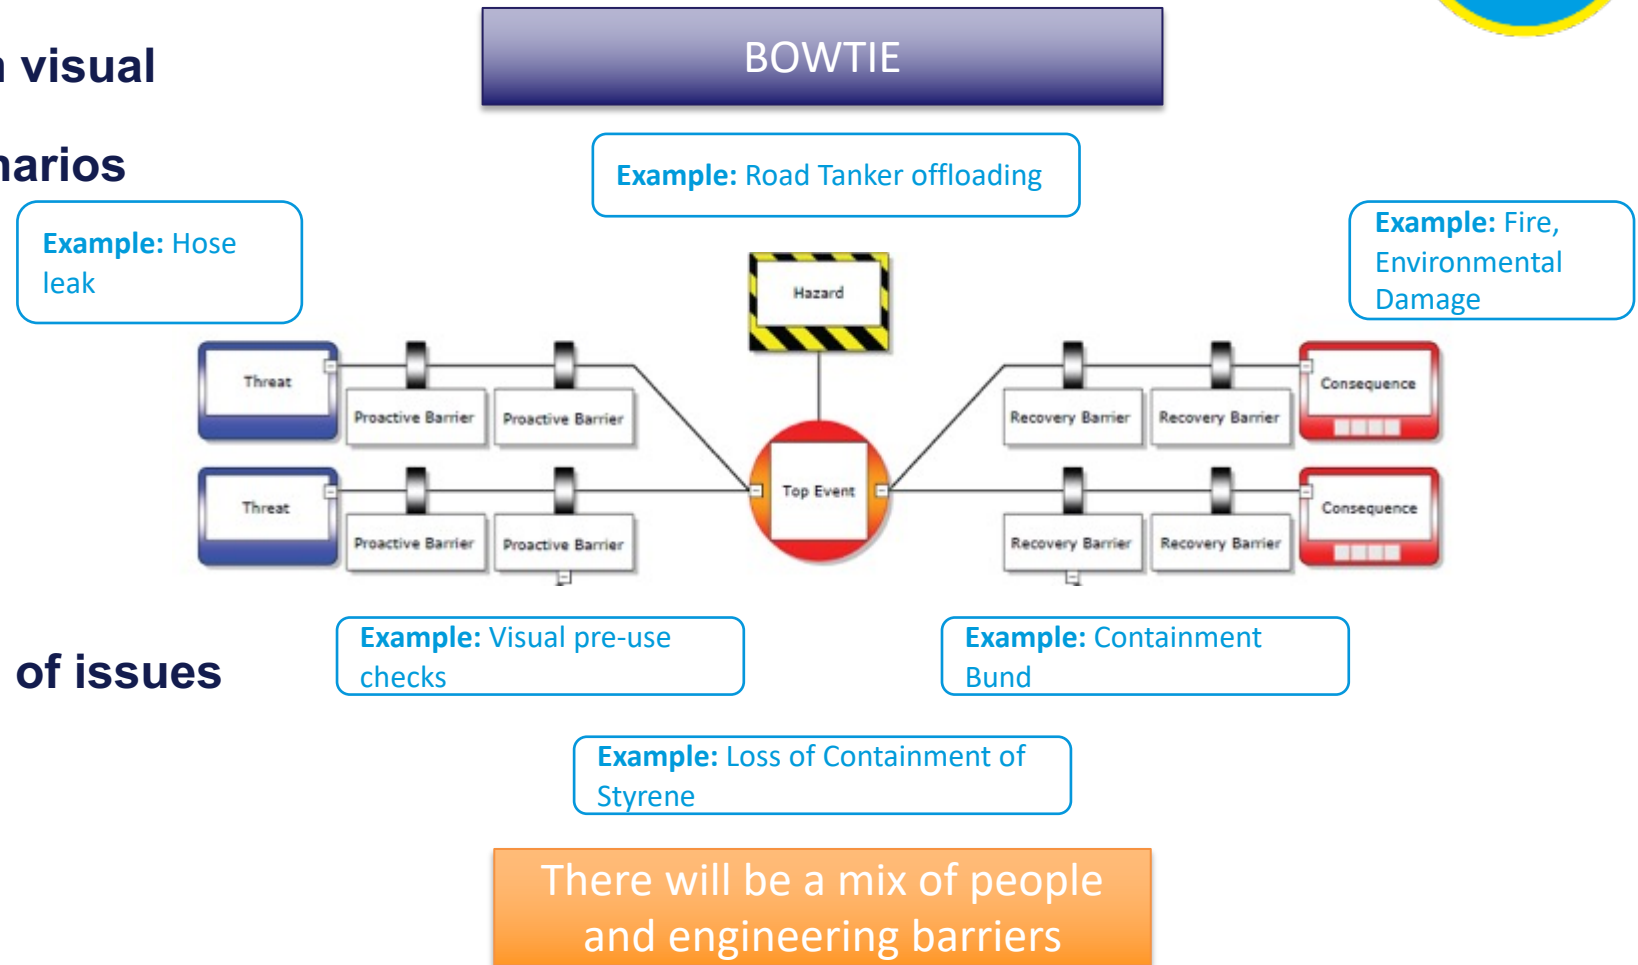 n visual
BOWTIE
narios
Example: Road Tanker offloading
Example: Hose
leak
Example: Fire,
Environmental
Damage
Hazard
Threat
Proactive Barrier
Proactive Barrier
Recovery Barrier
Recovery Barrier
Consequence
Top Event
Threat
Proactive Barrier
Proactive Barrier
Recovery Barrier
Recovery Barrier
Consequence
of issues
Example: Visual pre-use
checks
Example: Containment
Bund
Example: Loss of Containment of
Styrene
There will be a mix of people
and engineering barriers